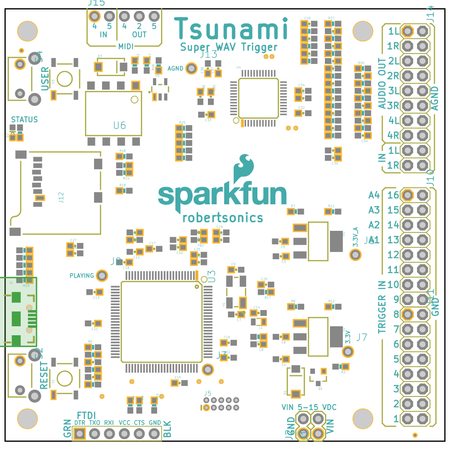 J15
4 5 4 5
IN OUT
MIDI
Tsunami
Super WAV Trigger
J13
AGND
USER
STATUS
U6
J12
1L
1R
2L
2R
3L
3R
4L
4R
1L
1R
AUDIO OUT
IN
AGND
sparkfun
robertsonics
A4 16
A3 15
A2 14
A1 13
12
11
10
9
8
7
6
5
4
3
2
1
TRIGGER IN
GND
3.3V_A
PLAYING
U3
3.3V
J7
RESET
J5
FTDI
GRN DTR TXO RXI VCC CTS GND BLK
VIN 5-15 VDC
GND
VIN